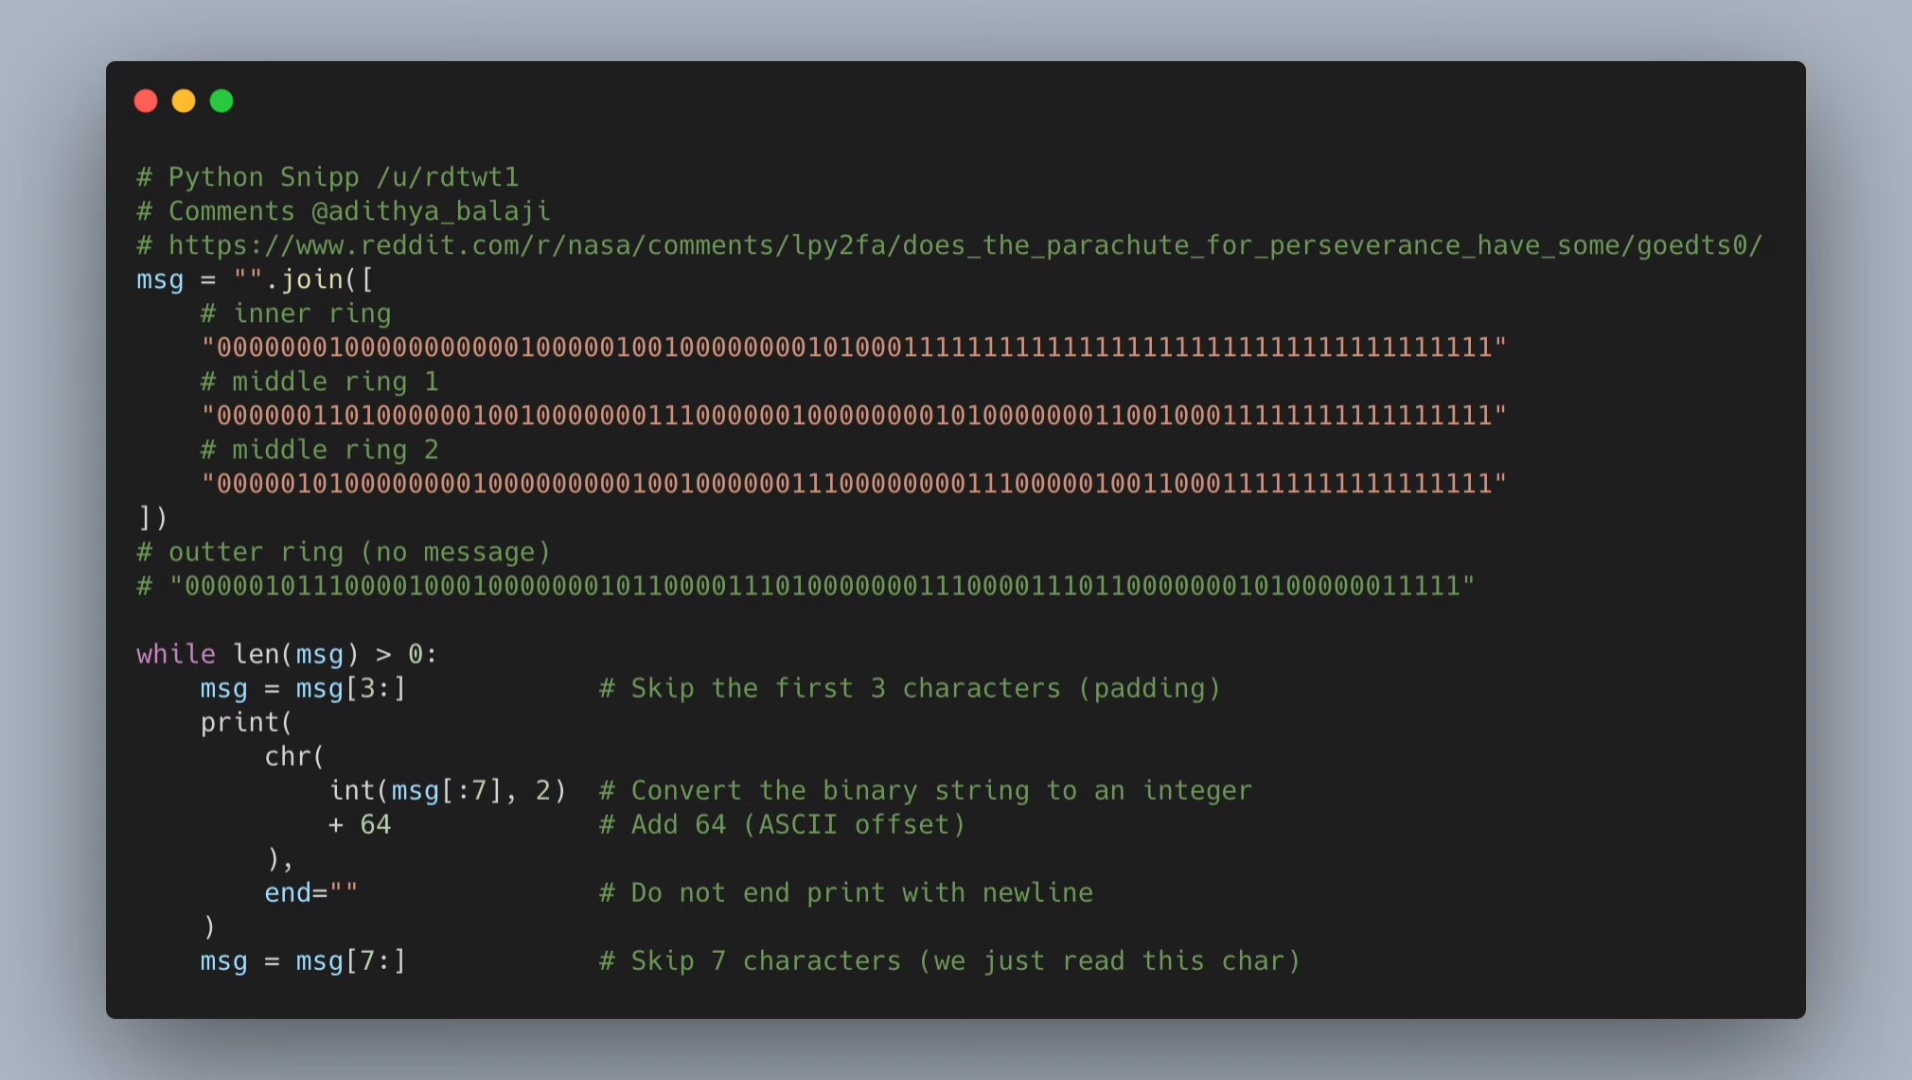 # Python Snipp /u/rdtwt1
# Comments @adithya_balaji
# https://www.reddit.com/r/nasa/comments/lpy2fa/does_the_parachute_for_perseverance_have_some/goedts0/
msg = "".join([
# inner ring
"00000001000000000001000001001000000001010001111111111111111111111111111111111111"
# middle ring 1
"00000011010000001001000000011100000010000000010100000001100100011111111111111111"
# middle ring 2
"00000101000000001000000000100100000011100000000111000001001100011111111111111111"
])
# outter ring (no message)
# "00000101110000100010000000101100001110100000001110000111011000000010100000011111"
while len(msg) > 0:
msg = msg[3:] # Skip the first 3 characters (padding)
print(
chr(
int(msg[:7], 2) # Convert the binary string to an integer
+ 64 # Add 64 (ASCII offset)
),
end="" # Do not end print with newline
)
msg = msg[7:] # Skip 7 characters (we just read this char)